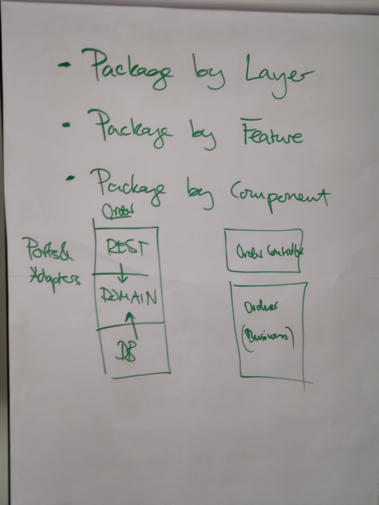 - Package by Layer
- Package by Feature
- Package by Component
Order
Ports &
Adapters
REST
DOMAIN
DB
Order Controller
Orders
(Business)